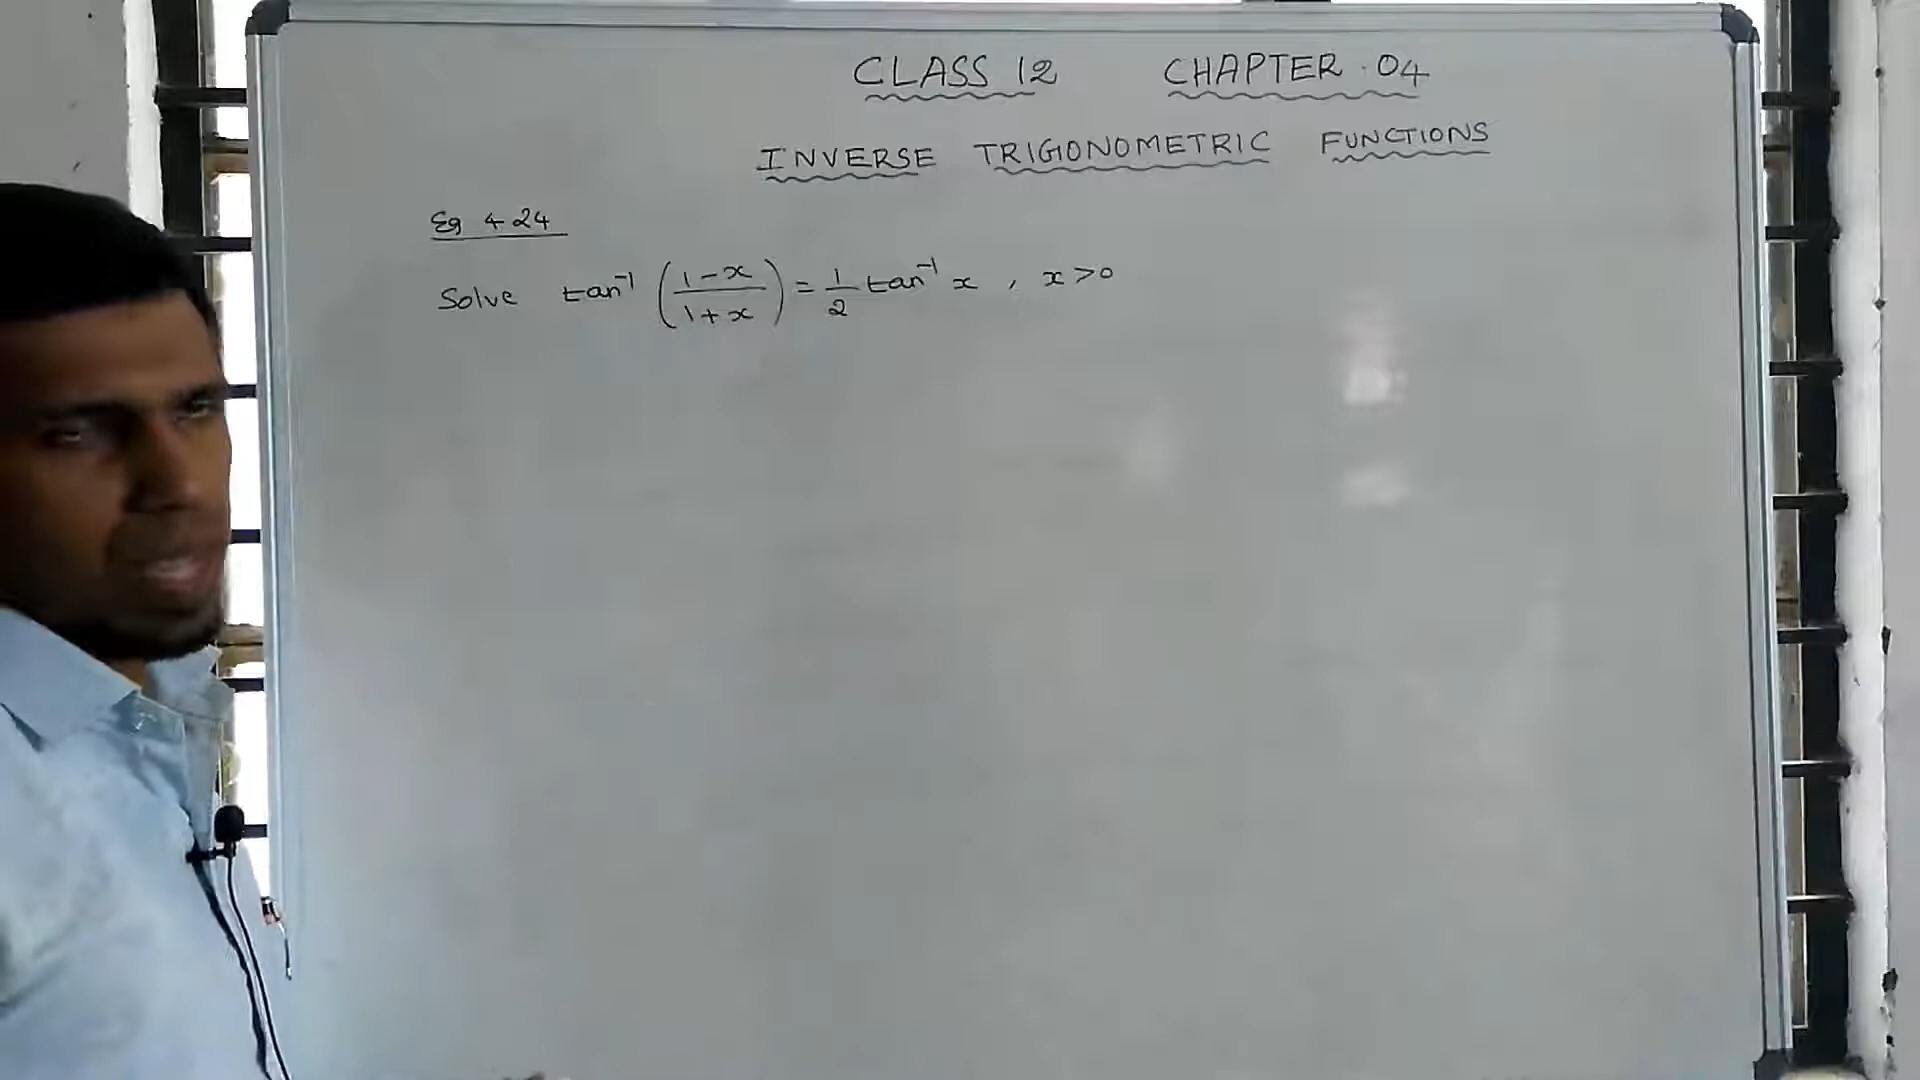 CLASS 12 CHAPTER . 04
INVERSE TRIGIONOMETRIC FUNCTIONS
Eg 4.24
Solve tan⁻¹ ((1-x)/(1+x)) = 1/2 tan⁻¹ x , x>0